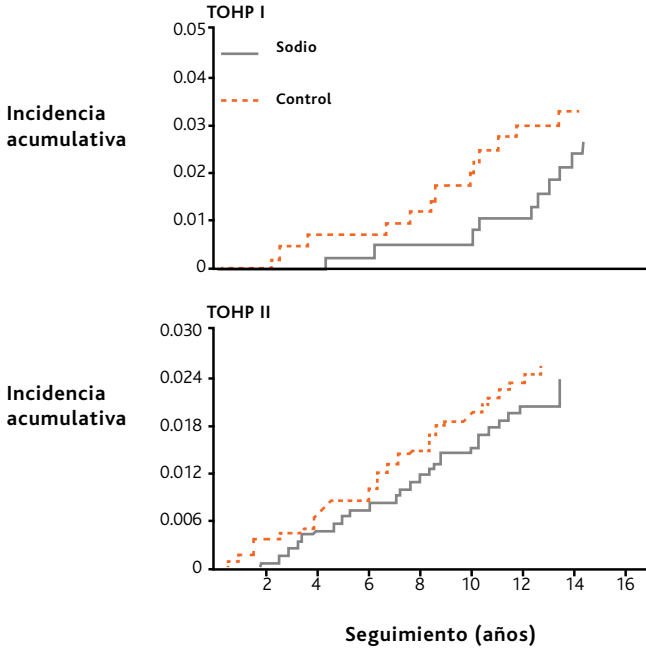 TOHP I
0.05
Sodio
0.04
Control
Incidencia
acumulativa
0.03
0.02
0.01
0
TOHP II
0.030
0.024
Incidencia
acumulativa
0.018
0.012
0.006
0
2 4 6 8 10 12 14 16
Seguimiento (años)